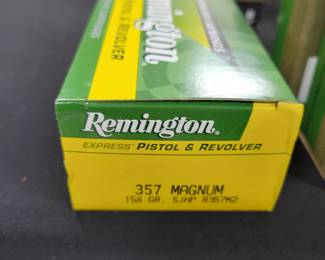 Remington
PISTOL & REVOLVER
Remington®
EXPRESS® PISTOL & REVOLVER
357 MAGNUM
158 GR. SJHP R357M2